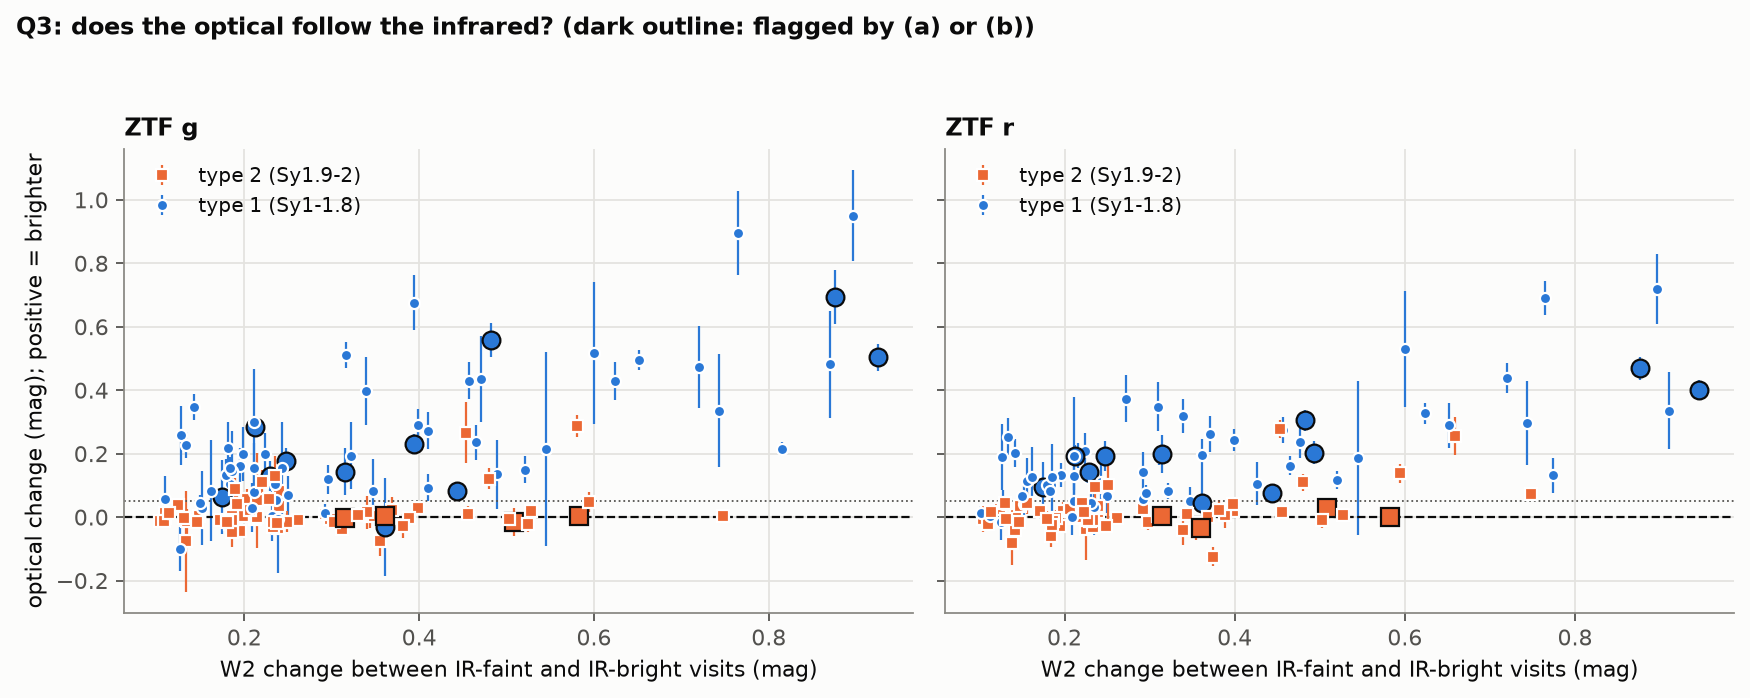 Q3: does the optical follow the infrared? (dark outline: flagged by (a) or (b))
ZTF g
ZTF r
type 2 (Sy1.9-2)
type 1 (Sy1-1.8)
type 2 (Sy1.9-2)
type 1 (Sy1-1.8)
optical change (mag); positive = brighter
1.0
0.8
0.6
0.4
0.2
0.0
−0.2
0.2 0.4 0.6 0.8
0.2 0.4 0.6 0.8
W2 change between IR-faint and IR-bright visits (mag)
W2 change between IR-faint and IR-bright visits (mag)